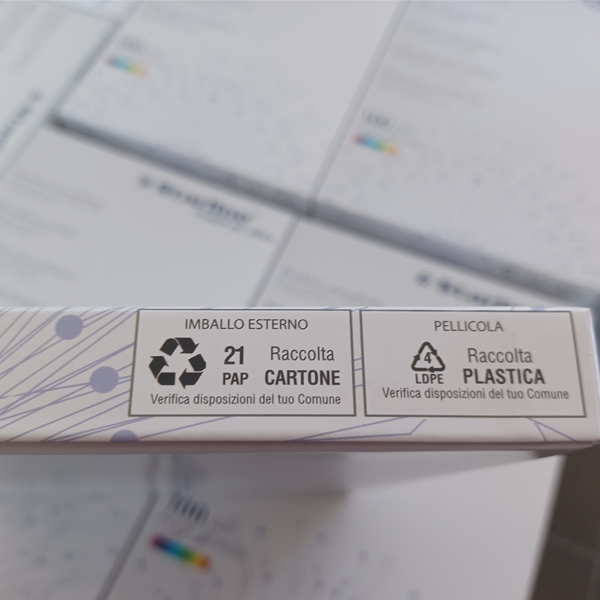 IMBALLO ESTERNO
21
PAP
Raccolta
CARTONE
Verifica disposizioni del tuo Comune
PELLICOLA
4
LDPE
Raccolta
PLASTICA
Verifica disposizioni del tuo Comune